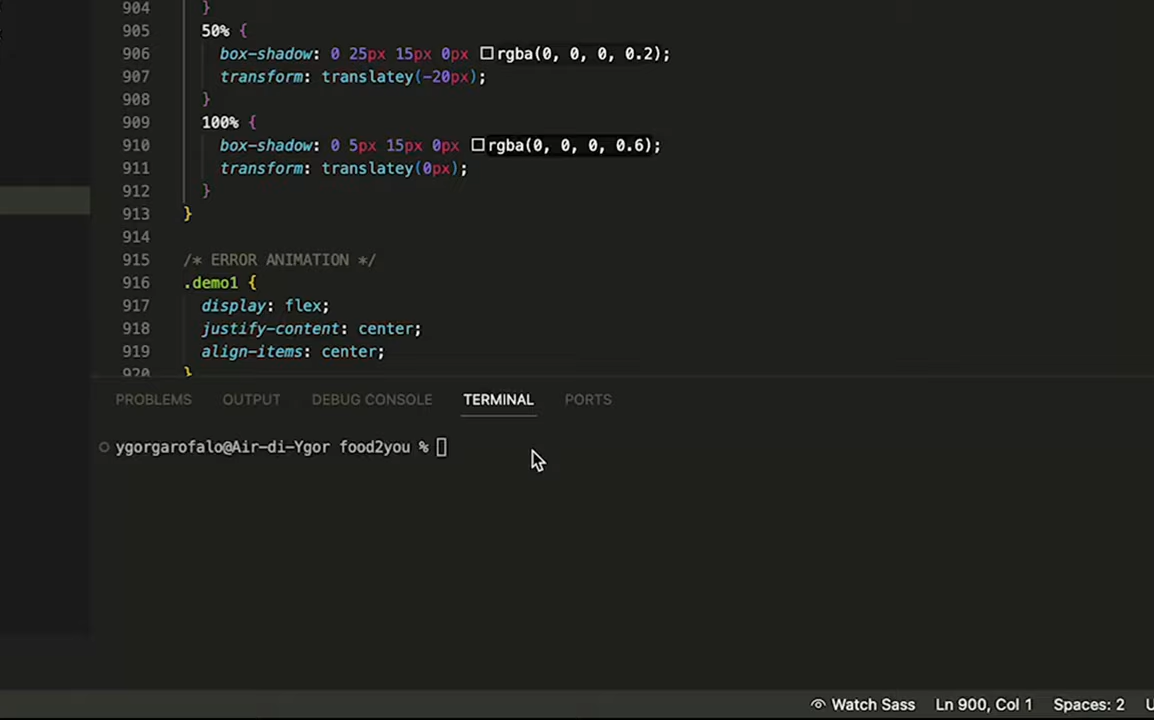 904 }
905 50% {
906 box-shadow: 0 25px 15px 0px rgba(0, 0, 0, 0.2);
907 transform: translatey(-20px);
908 }
909 100% {
910 box-shadow: 0 5px 15px 0px rgba(0, 0, 0, 0.6);
911 transform: translatey(0px);
912 }
913 }
914
915 /* ERROR ANIMATION */
916 .demo1 {
917 display: flex;
918 justify-content: center;
919 align-items: center;
920 }
PROBLEMS OUTPUT DEBUG CONSOLE TERMINAL PORTS
ygorgarofalo@Air-di-Ygor food2you %
Watch Sass Ln 900, Col 1 Spaces: 2